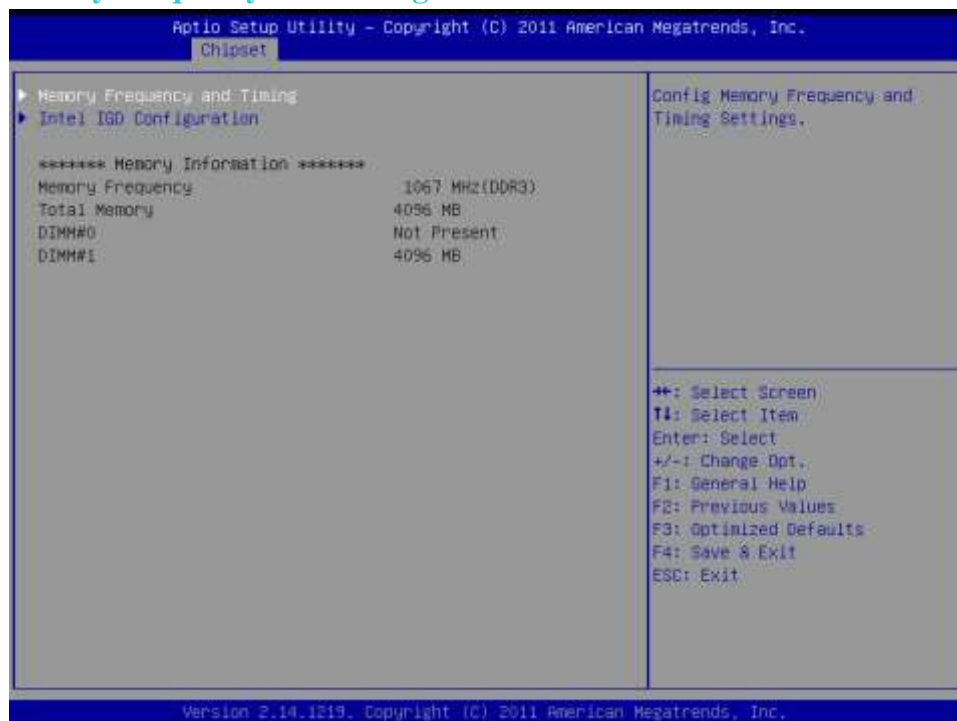 Aptio Setup Utility – Copyright (C) 2011 American Megatrends, Inc.
Chipset
Memory Frequency and Timing
Intel IGD Configuration
******* Memory Information *******
Memory Frequency 1067 MHz(DDR3)
Total Memory 4096 MB
DIMM#0 Not Present
DIMM#1 4096 MB
Config Memory Frequency and
Timing Settings.
→←: Select Screen
↑↓: Select Item
Enter: Select
+/-: Change Opt.
F1: General Help
F2: Previous Values
F3: Optimized Defaults
F4: Save & Exit
ESC: Exit
Version 2.14.1219. Copyright (C) 2011 American Megatrends, Inc.